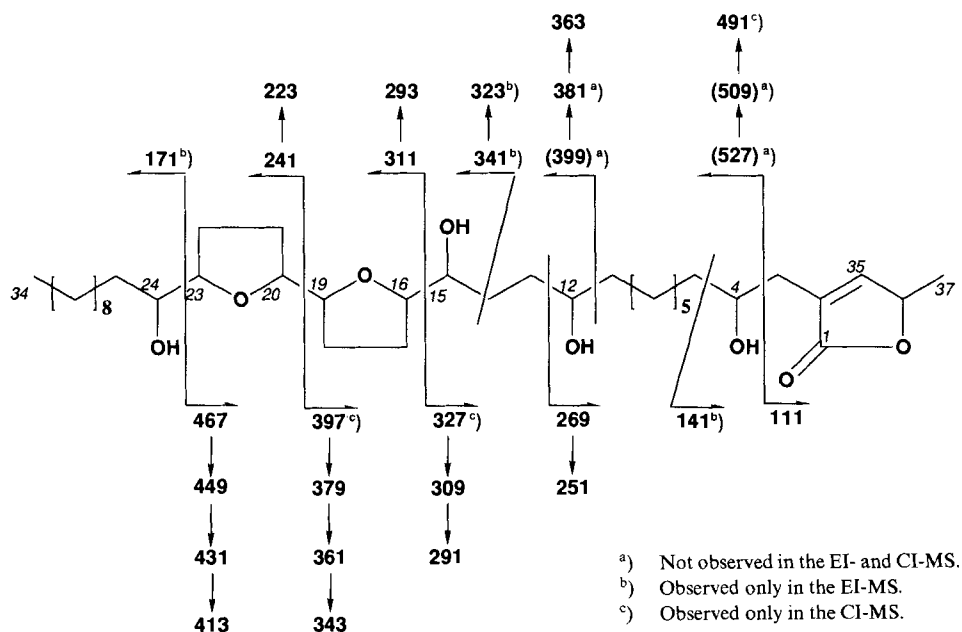 363 491ᶜ)
223 293 323ᵇ) 381ᵃ) (509)ᵃ)
171ᵇ) 241 311 341ᵇ) (399)ᵃ) (527)ᵃ)
OH
34 8 24 23 O 20 19 O 16 15 12 5 4 35 37
OH OH OH 1 O
O
467 397ᶜ) 327ᶜ) 269 141ᵇ) 111
449 379 309 251
431 361 291
413 343
ᵃ) Not observed in the EI- and CI-MS.
ᵇ) Observed only in the EI-MS.
ᶜ) Observed only in the CI-MS.